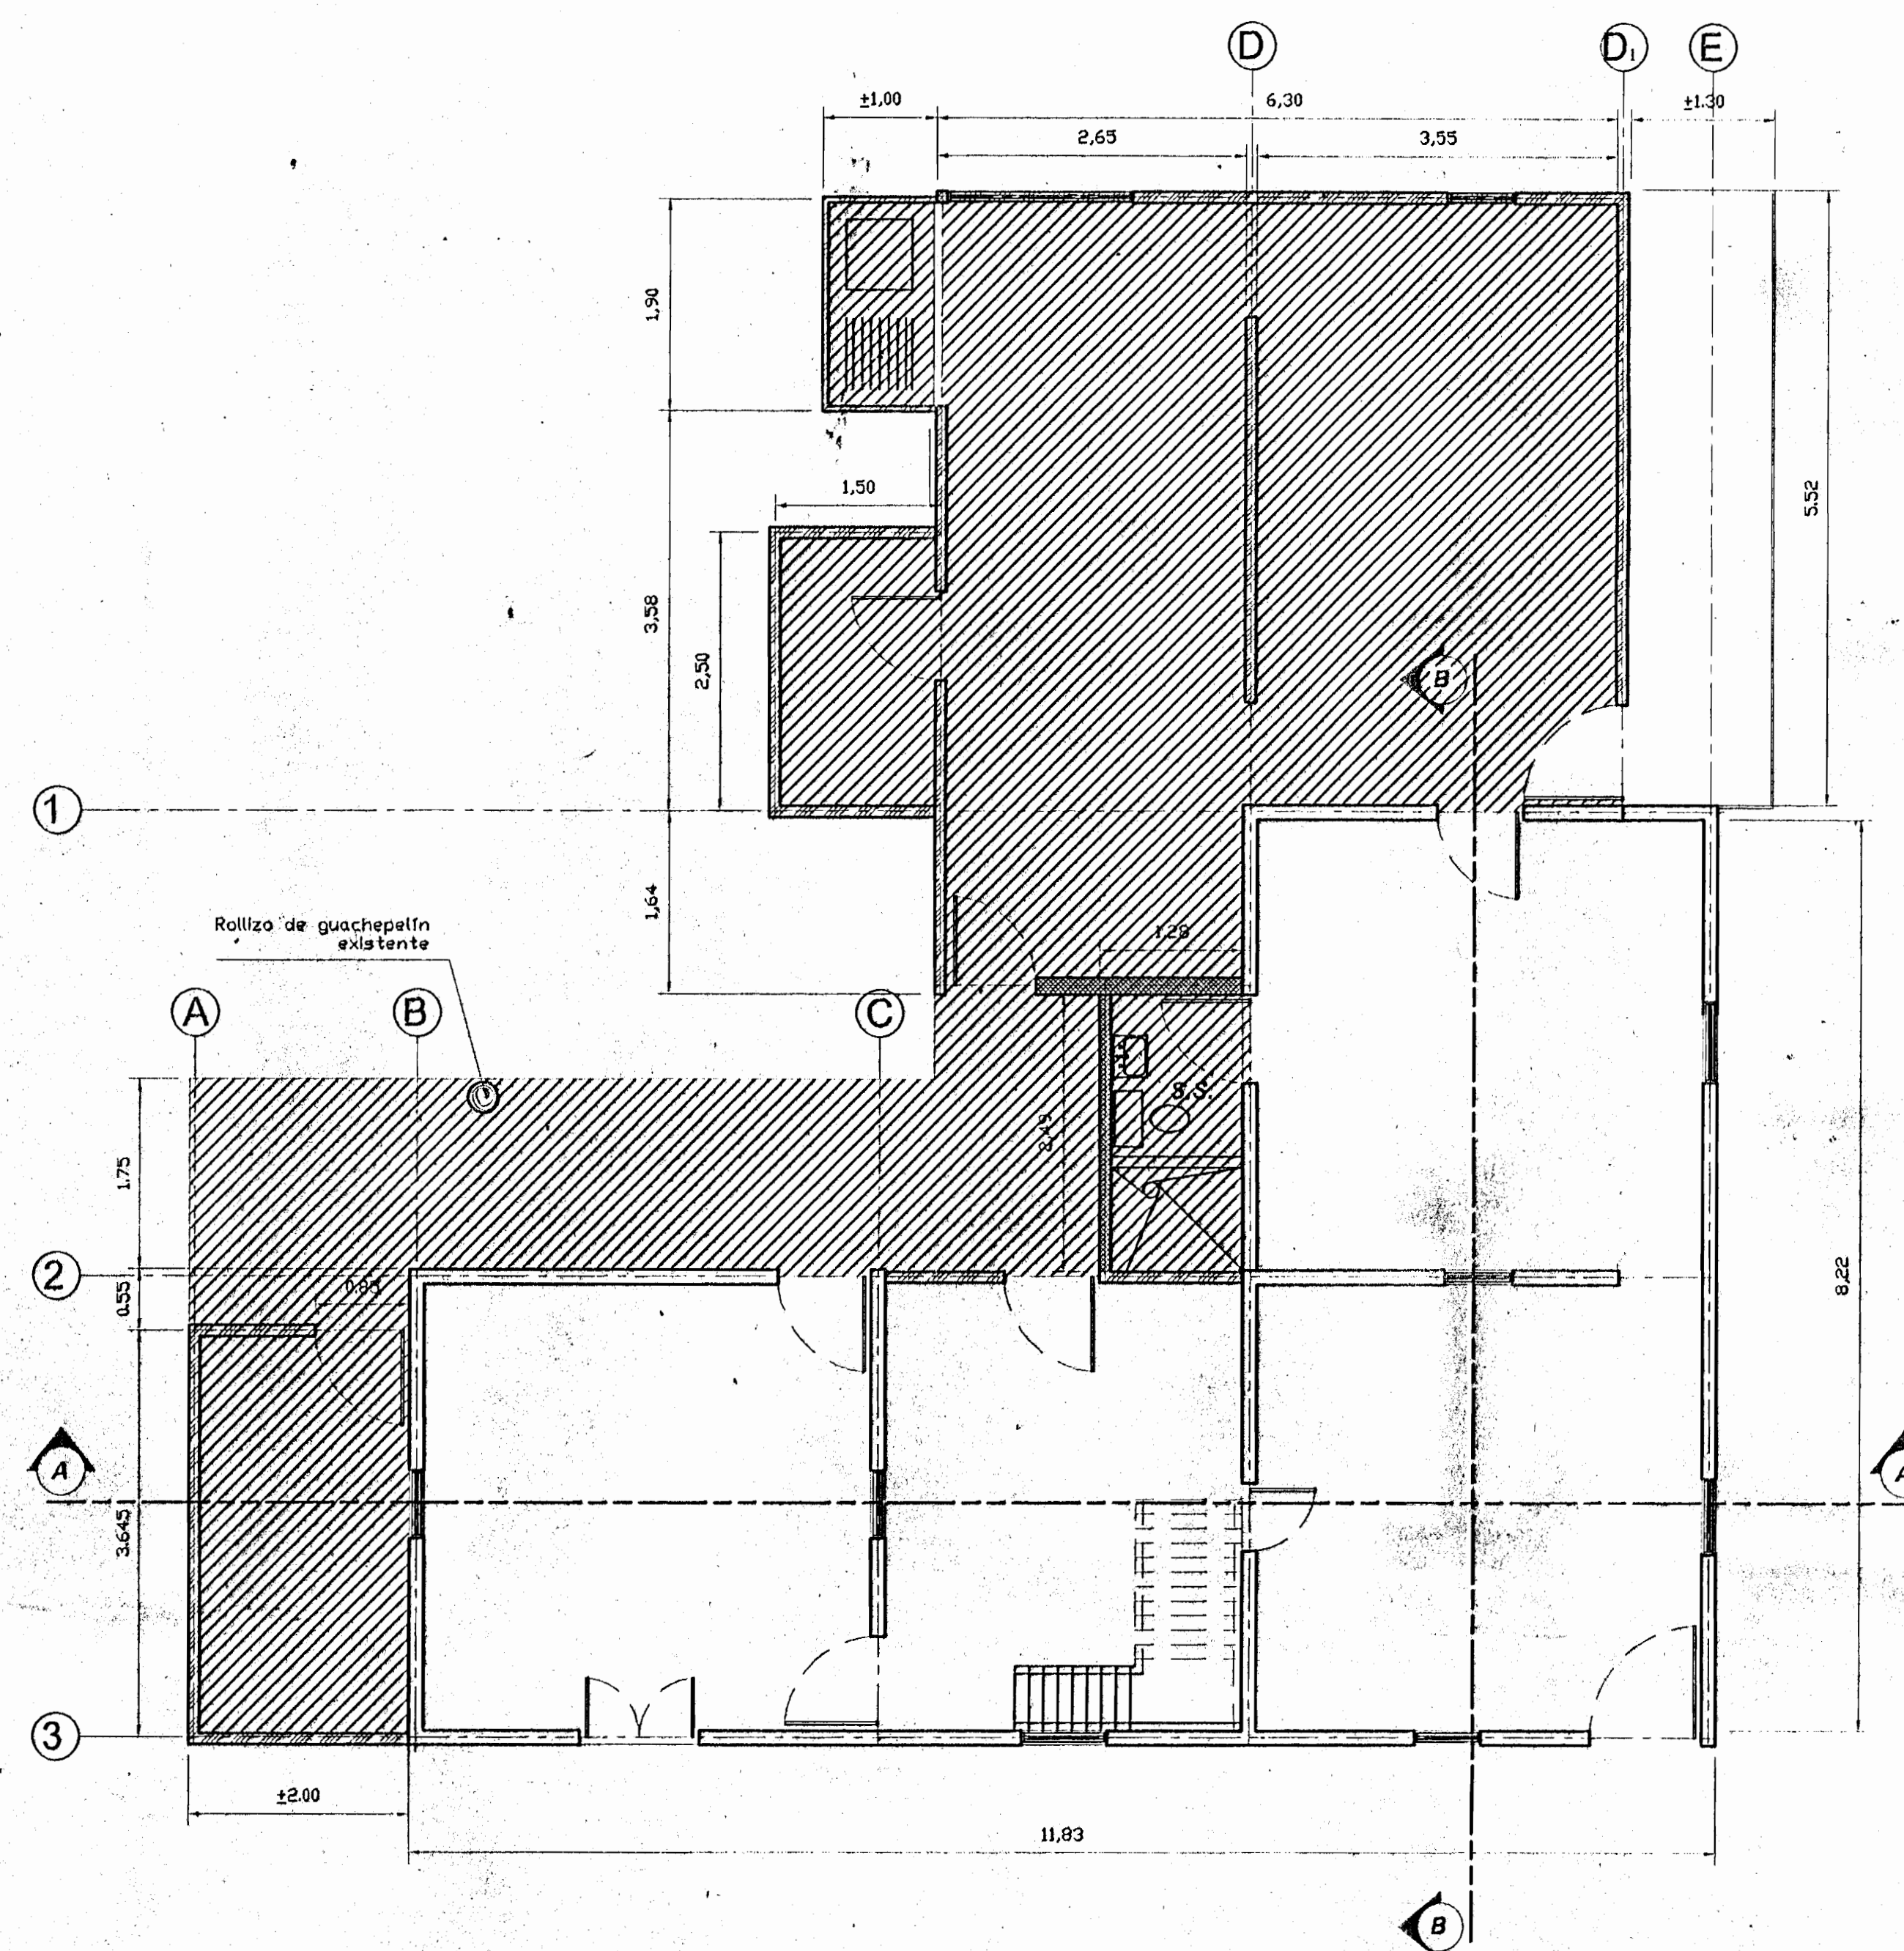 D
D1
E
±1,00
6,30
±1.30
2,65
3,55
1,90
1,50
5.52
3,58
2,50
B
1
1,64
Rollizo de guachepelín
existente
1.28
A
B
C
S.S.
2,49
1.75
2
0.55
0.85
8,22
A
A
3.645
3
±2.00
11,83
B